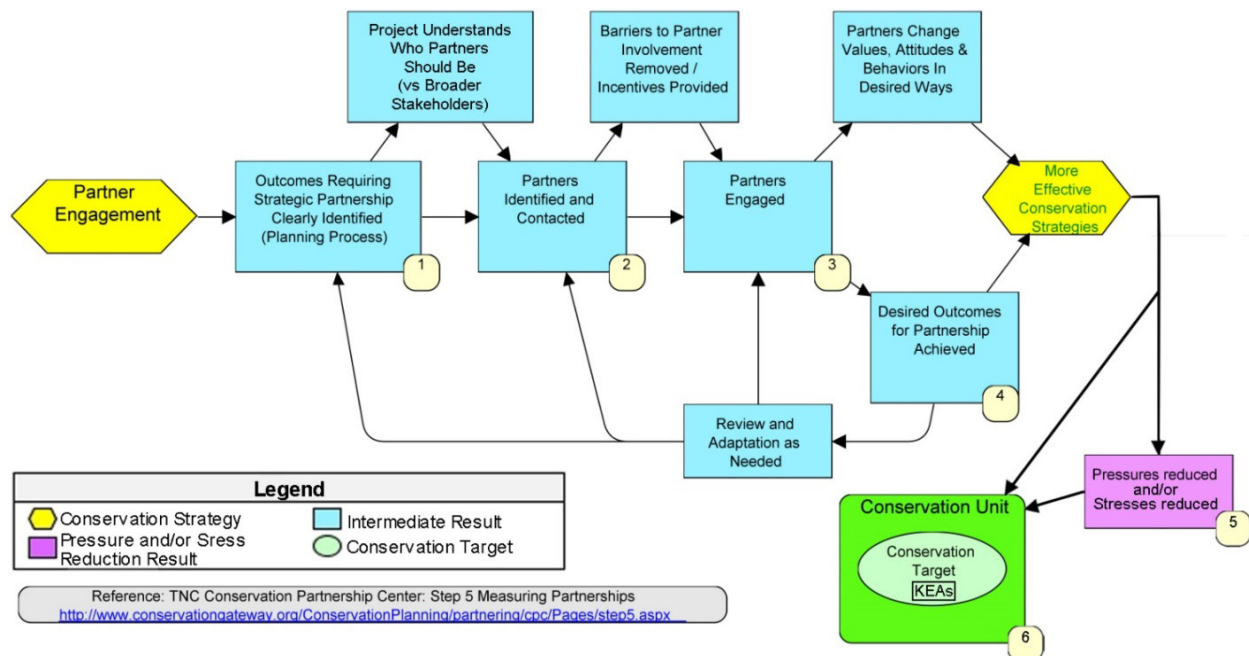 Project Understands
Who Partners
Should Be
(vs Broader
Stakeholders)
Barriers to Partner
Involvement
Removed /
Incentives Provided
Partners Change
Values, Attitudes &
Behaviors In
Desired Ways
Partner
Engagement
Outcomes Requiring
Strategic Partnership
Clearly Identified
(Planning Process)
1
Partners
Identified and
Contacted
2
Partners
Engaged
3
More
Effective
Conservation
Strategies
Desired Outcomes
for Partnership
Achieved
4
Review and
Adaptation as
Needed
Pressures reduced
and/or
Stresses reduced
5
Conservation Unit
Conservation
Target
KEAs
6
Legend
Conservation Strategy
Intermediate Result
Pressure and/or Sress
Reduction Result
Conservation Target
Reference: TNC Conservation Partnership Center: Step 5 Measuring Partnerships
http://www.conservationgateway.org/ConservationPlanning/partnering/cpc/Pages/step5.aspx